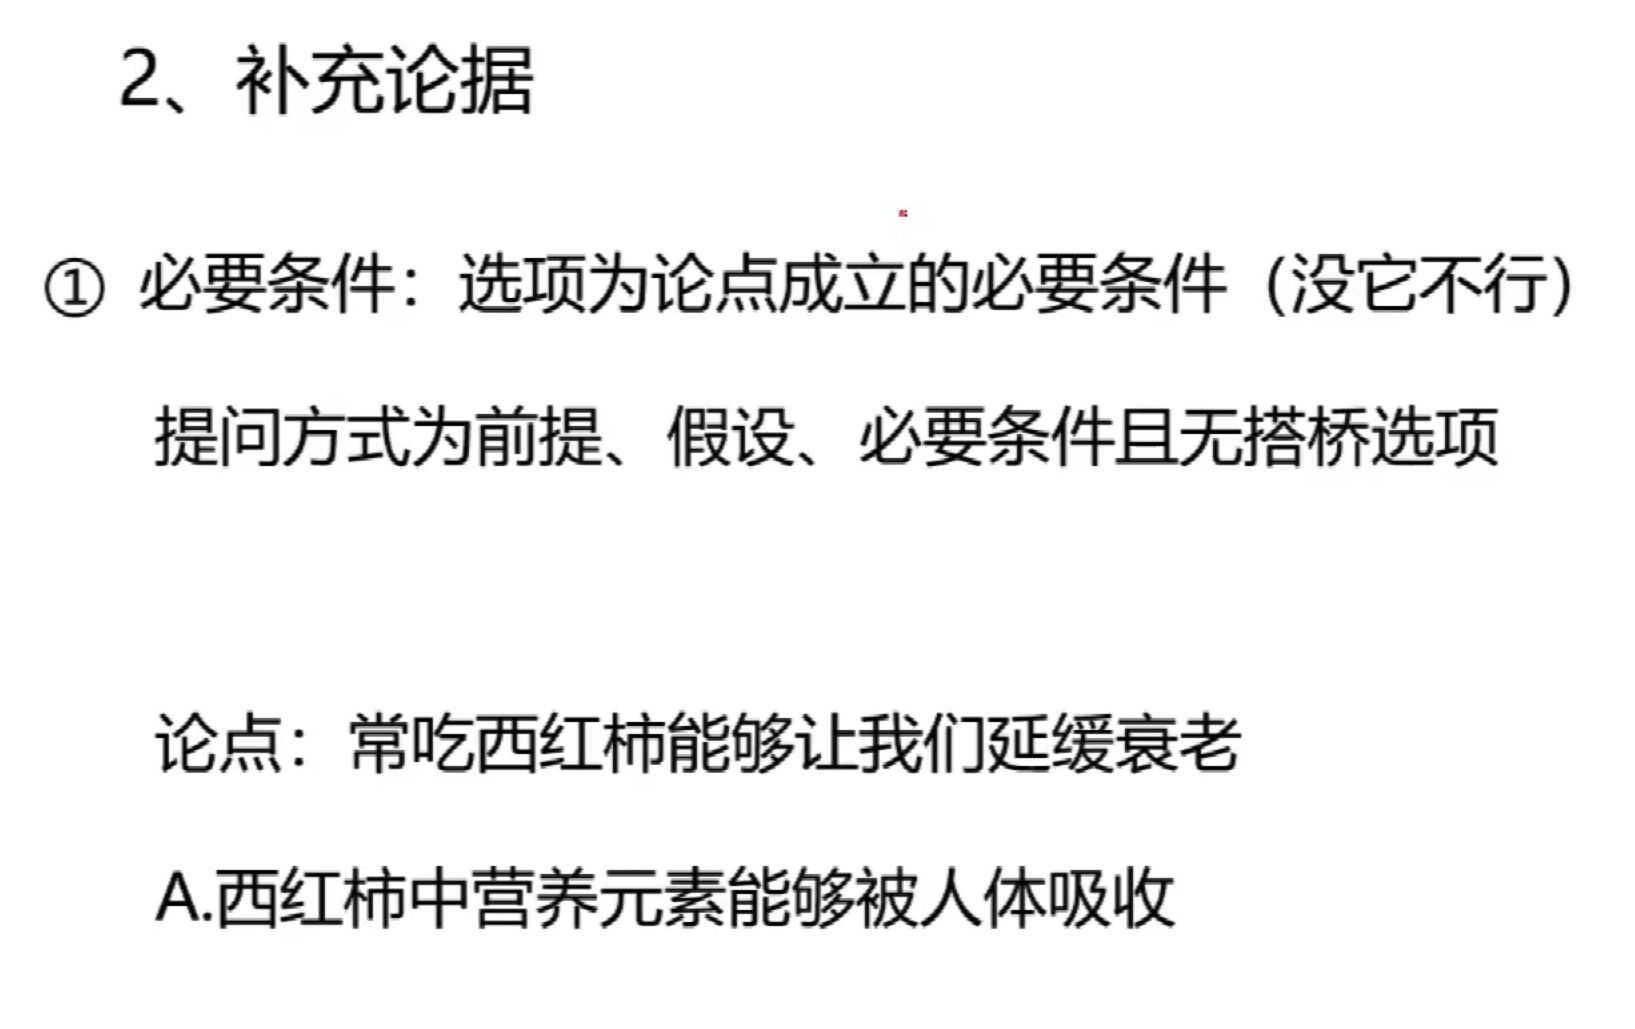 2、补充论据
① 必要条件：选项为论点成立的必要条件（没它不行）
提问方式为前提、假设、必要条件且无搭桥选项
论点：常吃西红柿能够让我们延缓衰老
A.西红柿中营养元素能够被人体吸收